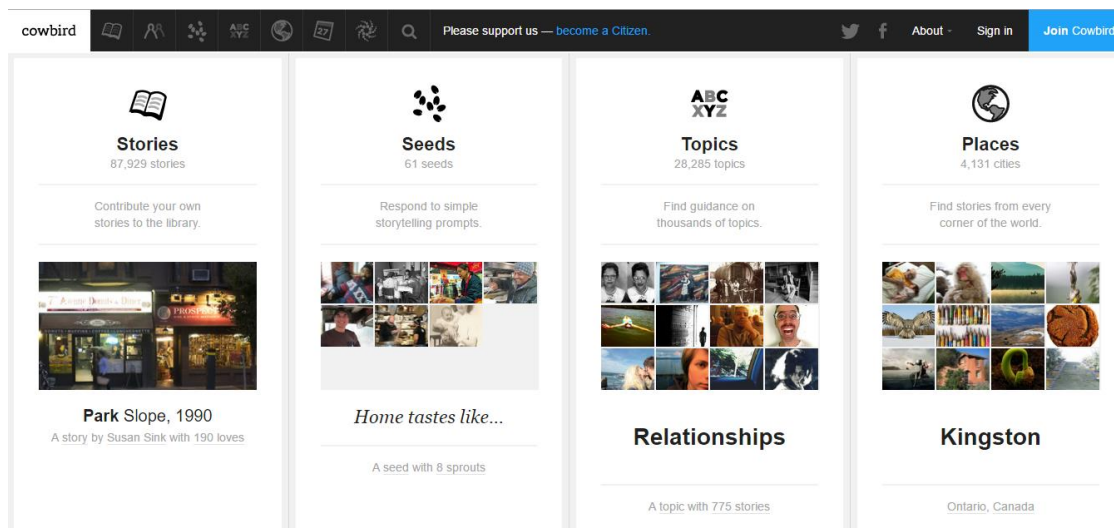 cowbird
ABC
XYZ
27
Please support us — become a Citizen.
About
Sign in
Join Cowbird
Stories
87,929 stories
Contribute your own
stories to the library.
PROSPECT
Park Slope, 1990
A story by Susan Sink with 190 loves
Seeds
61 seeds
Respond to simple
storytelling prompts.
Home tastes like...
A seed with 8 sprouts
ABC
XYZ
Topics
28,285 topics
Find guidance on
thousands of topics.
Relationships
A topic with 775 stories
Places
4,131 cities
Find stories from every
corner of the world.
Kingston
Ontario, Canada